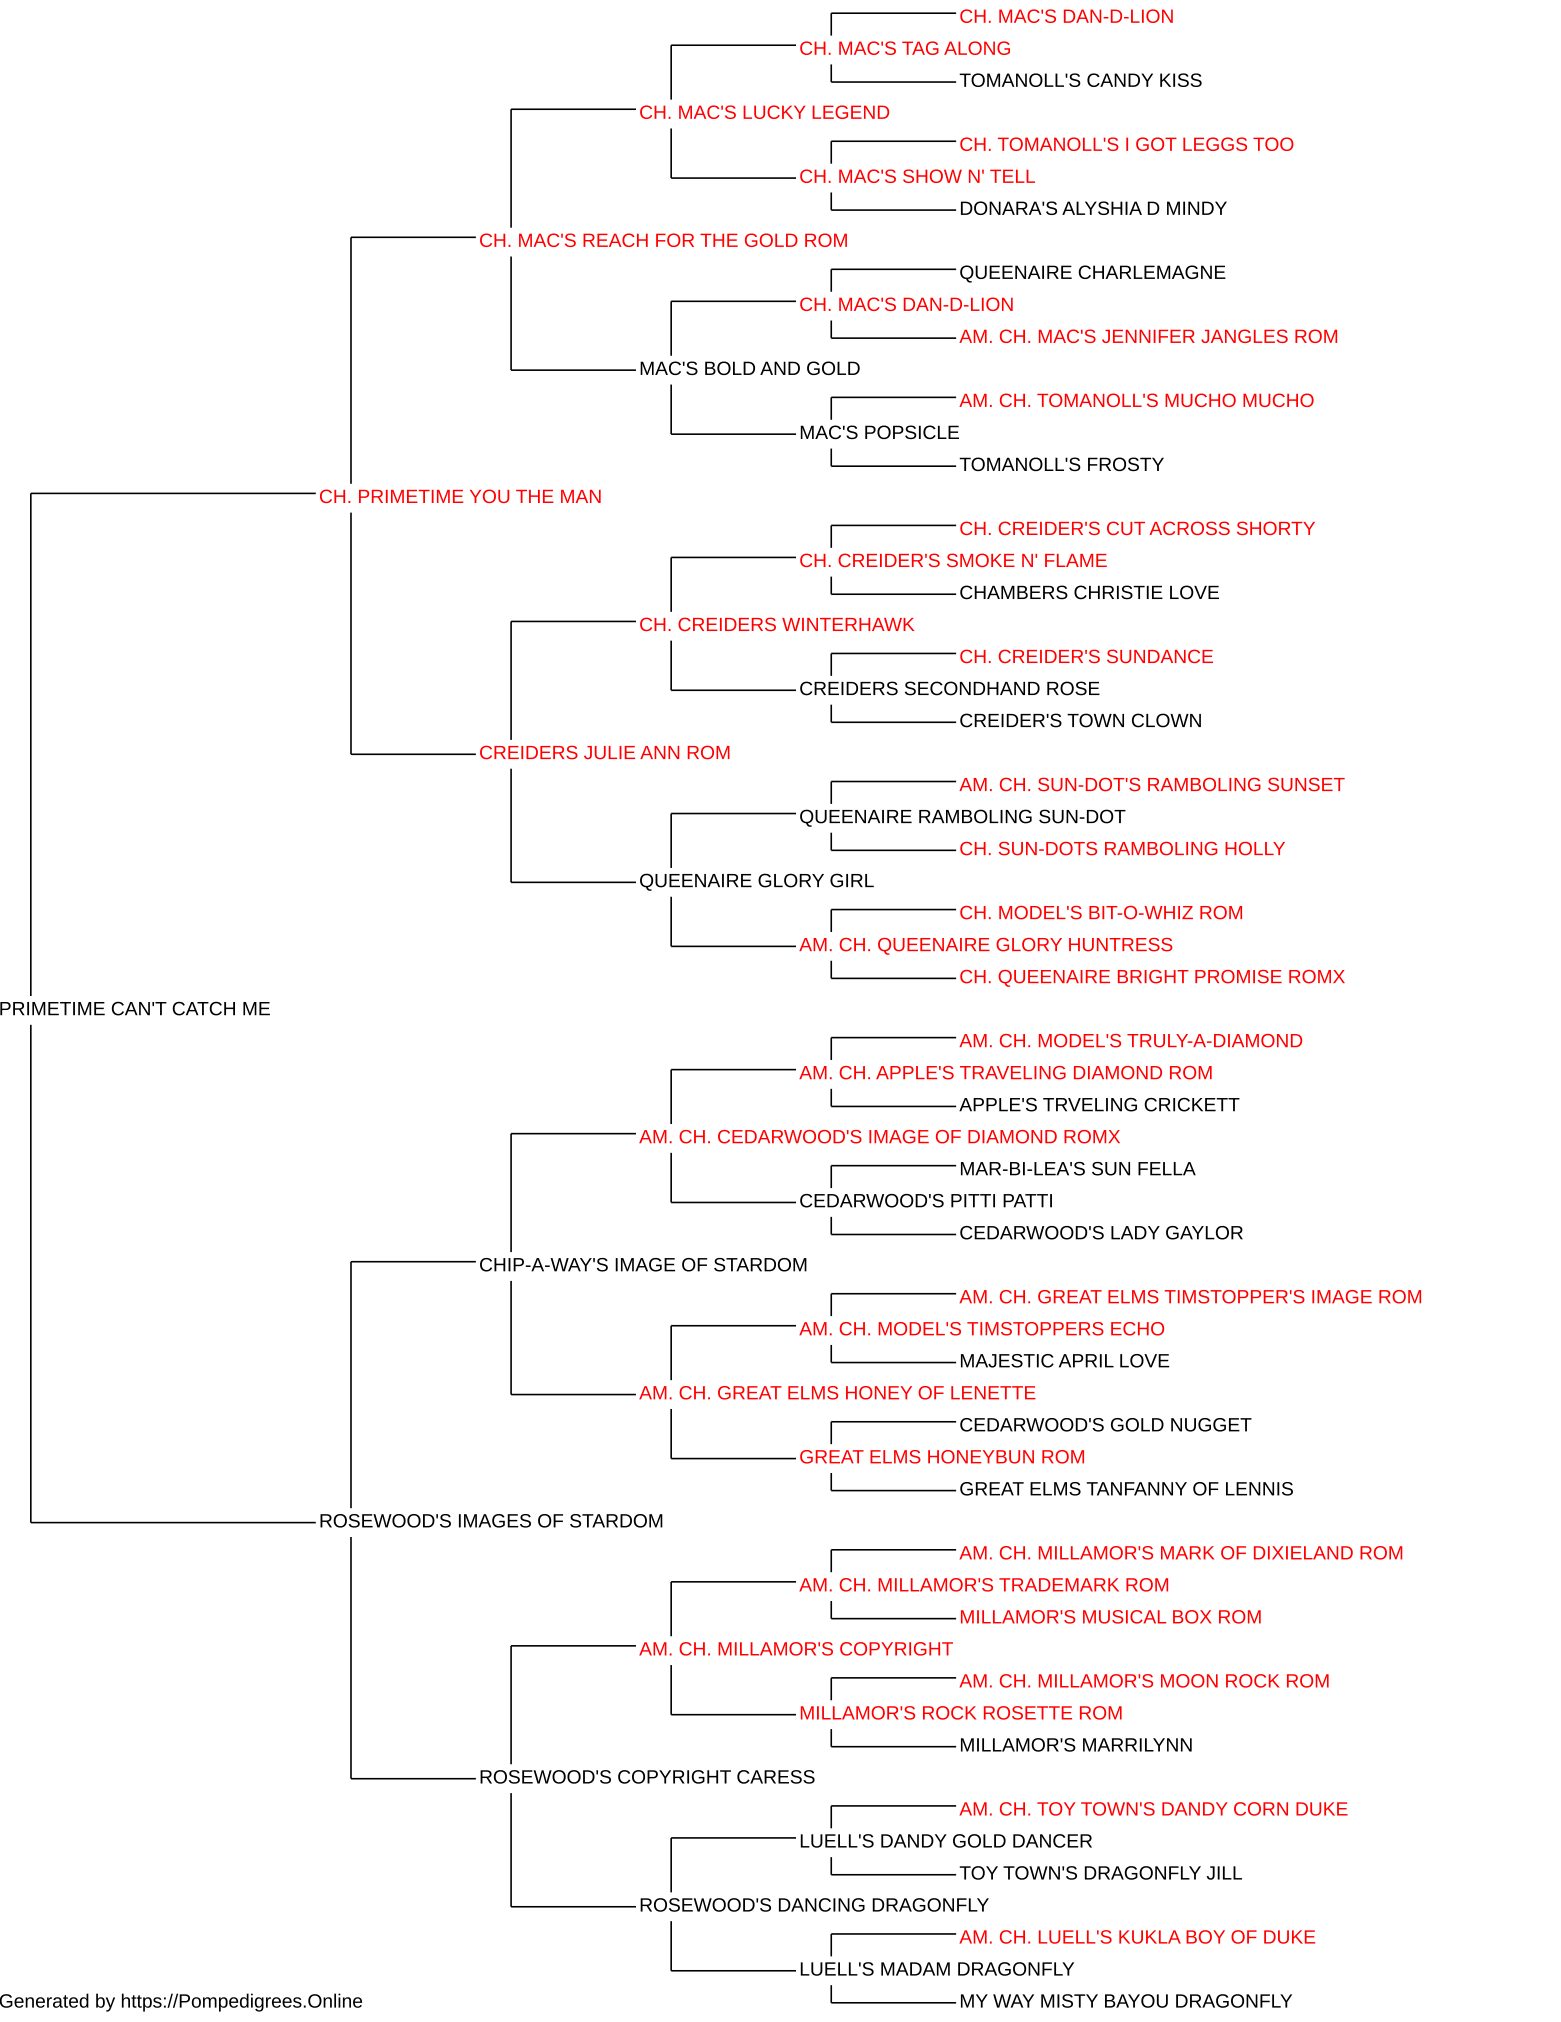 CH. MAC'S DAN-D-LION
CH. MAC'S TAG ALONG
TOMANOLL'S CANDY KISS
CH. MAC'S LUCKY LEGEND
CH. TOMANOLL'S I GOT LEGGS TOO
CH. MAC'S SHOW N' TELL
DONARA'S ALYSHIA D MINDY
CH. MAC'S REACH FOR THE GOLD ROM
QUEENAIRE CHARLEMAGNE
CH. MAC'S DAN-D-LION
AM. CH. MAC'S JENNIFER JANGLES ROM
MAC'S BOLD AND GOLD
AM. CH. TOMANOLL'S MUCHO MUCHO
MAC'S POPSICLE
TOMANOLL'S FROSTY
CH. PRIMETIME YOU THE MAN
CH. CREIDER'S CUT ACROSS SHORTY
CH. CREIDER'S SMOKE N' FLAME
CHAMBERS CHRISTIE LOVE
CH. CREIDERS WINTERHAWK
CH. CREIDER'S SUNDANCE
CREIDERS SECONDHAND ROSE
CREIDER'S TOWN CLOWN
CREIDERS JULIE ANN ROM
AM. CH. SUN-DOT'S RAMBOLING SUNSET
QUEENAIRE RAMBOLING SUN-DOT
CH. SUN-DOTS RAMBOLING HOLLY
QUEENAIRE GLORY GIRL
CH. MODEL'S BIT-O-WHIZ ROM
AM. CH. QUEENAIRE GLORY HUNTRESS
CH. QUEENAIRE BRIGHT PROMISE ROMX
PRIMETIME CAN'T CATCH ME
AM. CH. MODEL'S TRULY-A-DIAMOND
AM. CH. APPLE'S TRAVELING DIAMOND ROM
APPLE'S TRVELING CRICKETT
AM. CH. CEDARWOOD'S IMAGE OF DIAMOND ROMX
MAR-BI-LEA'S SUN FELLA
CEDARWOOD'S PITTI PATTI
CEDARWOOD'S LADY GAYLOR
CHIP-A-WAY'S IMAGE OF STARDOM
AM. CH. GREAT ELMS TIMSTOPPER'S IMAGE ROM
AM. CH. MODEL'S TIMSTOPPERS ECHO
MAJESTIC APRIL LOVE
AM. CH. GREAT ELMS HONEY OF LENETTE
CEDARWOOD'S GOLD NUGGET
GREAT ELMS HONEYBUN ROM
GREAT ELMS TANFANNY OF LENNIS
ROSEWOOD'S IMAGES OF STARDOM
AM. CH. MILLAMOR'S MARK OF DIXIELAND ROM
AM. CH. MILLAMOR'S TRADEMARK ROM
MILLAMOR'S MUSICAL BOX ROM
AM. CH. MILLAMOR'S COPYRIGHT
AM. CH. MILLAMOR'S MOON ROCK ROM
MILLAMOR'S ROCK ROSETTE ROM
MILLAMOR'S MARRILYNN
ROSEWOOD'S COPYRIGHT CARESS
AM. CH. TOY TOWN'S DANDY CORN DUKE
LUELL'S DANDY GOLD DANCER
TOY TOWN'S DRAGONFLY JILL
ROSEWOOD'S DANCING DRAGONFLY
AM. CH. LUELL'S KUKLA BOY OF DUKE
LUELL'S MADAM DRAGONFLY
MY WAY MISTY BAYOU DRAGONFLY
Generated by https://Pompedigrees.Online